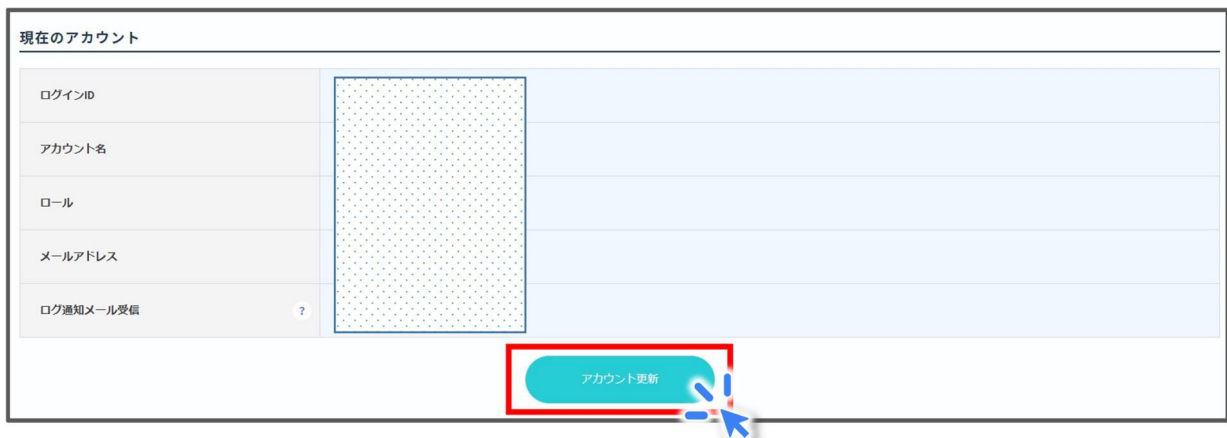 現在のアカウント
ログインID
アカウント名
ロール
メールアドレス
ログ通知メール受信 ?
アカウント更新